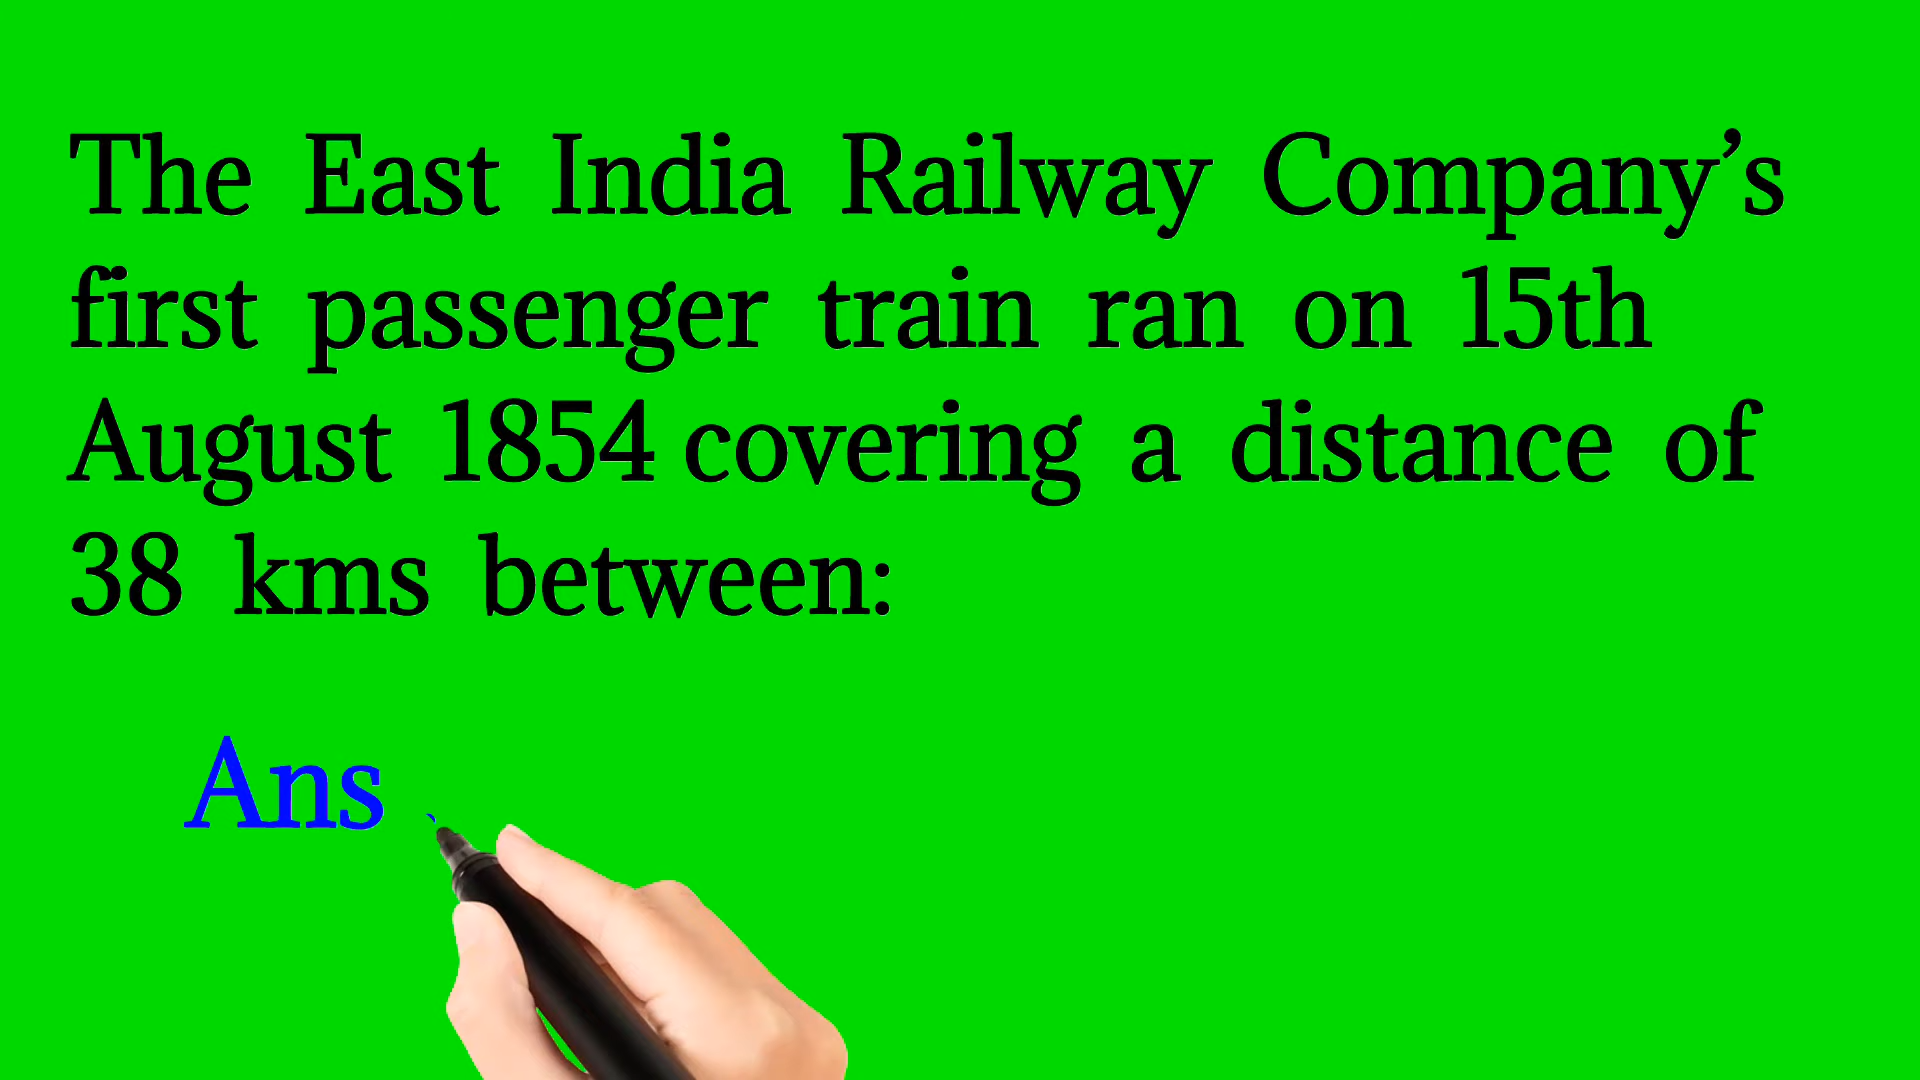 The East India Railway Company’s
first passenger train ran on 15th
August 1854 covering a distance of
38 kms between:
Ans